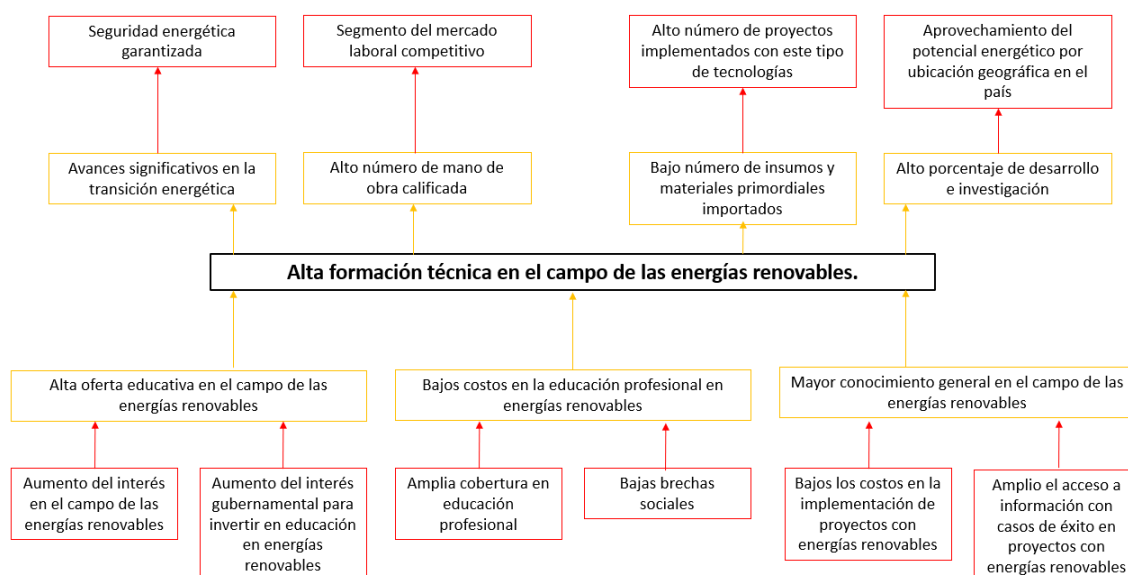 Seguridad energética
garantizada
Segmento del mercado
laboral competitivo
Alto número de proyectos
implementados con este tipo
de tecnologías
Aprovechamiento del
potencial energético por
ubicación geográfica en el
país
Avances significativos en la
transición energética
Alto número de mano de
obra calificada
Bajo número de insumos y
materiales primordiales
importados
Alto porcentaje de desarrollo
e investigación
Alta formación técnica en el campo de las energías renovables.
Alta oferta educativa en el campo de las
energías renovables
Bajos costos en la educación profesional en
energías renovables
Mayor conocimiento general en el campo de las
energías renovables
Aumento del interés
en el campo de las
energías renovables
Aumento del interés
gubernamental para
invertir en educación
en energías
renovables
Amplia cobertura en
educación
profesional
Bajas brechas
sociales
Bajos los costos en la
implementación de
proyectos con
energías renovables
Amplio el acceso a
información con
casos de éxito en
proyectos con
energías renovables